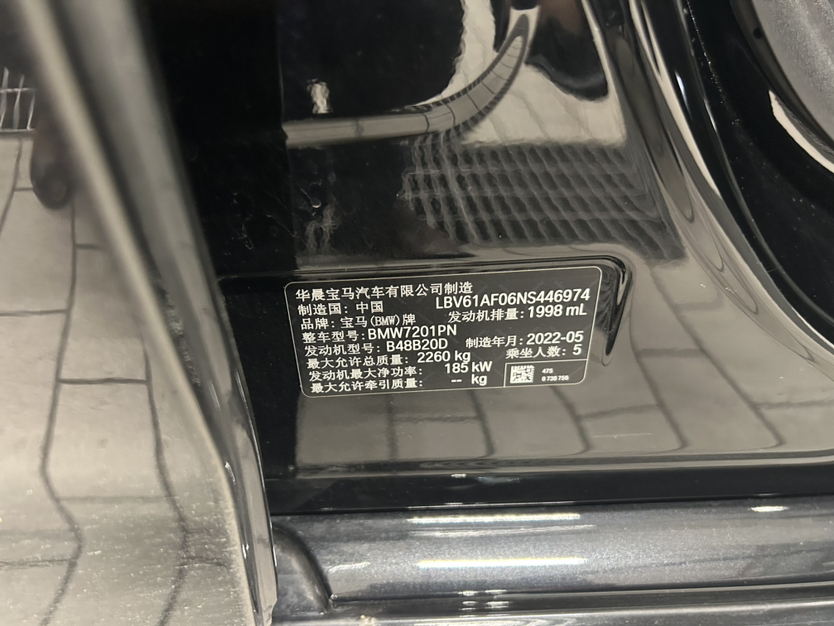 华晨宝马汽车有限公司制造
制造国: 中国 LBV61AF06NS446974
品牌: 宝马(BMW)牌 发动机排量: 1998 mL
整车型号: BMW7201PN
发动机型号: B48B20D 制造年月: 2022-05
最大允许总质量: 2260 kg 乘坐人数: 5
发动机最大净功率: 185 kW
最大允许牵引质量: -- kg
475
6 738 756